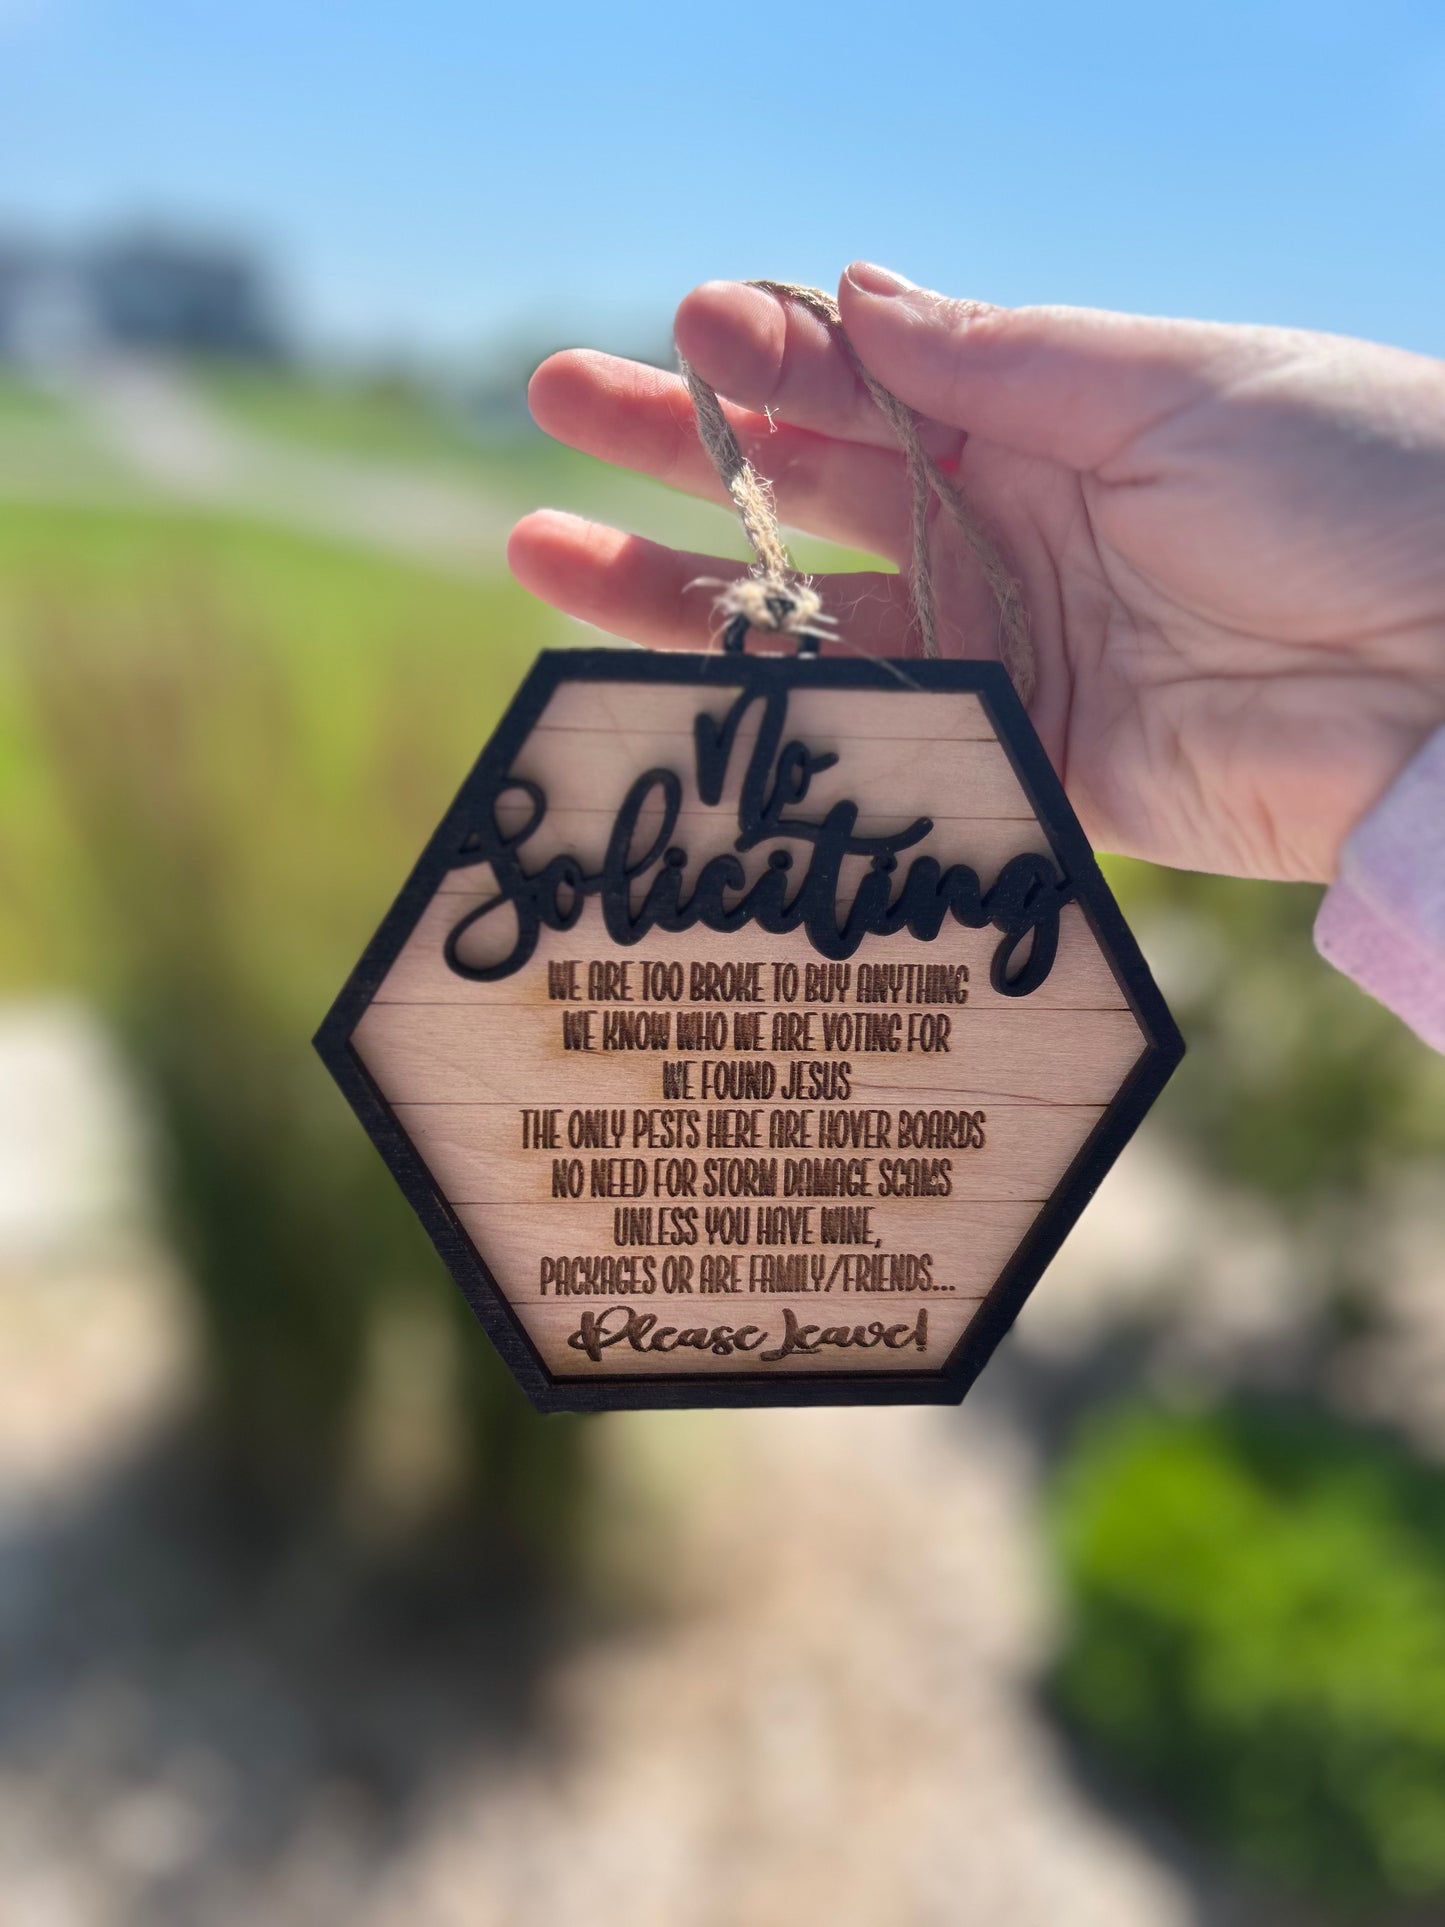 No
Soliciting
WE ARE TOO BROKE TO BUY ANYTHING
WE KNOW WHO WE ARE VOTING FOR
WE FOUND JESUS
THE ONLY PESTS HERE ARE HOVER BOARDS
NO NEED FOR STORM DAMAGE SCAMS
UNLESS YOU HAVE WINE,
PACKAGES OR ARE FAMILY/FRIENDS...
Please Leave!